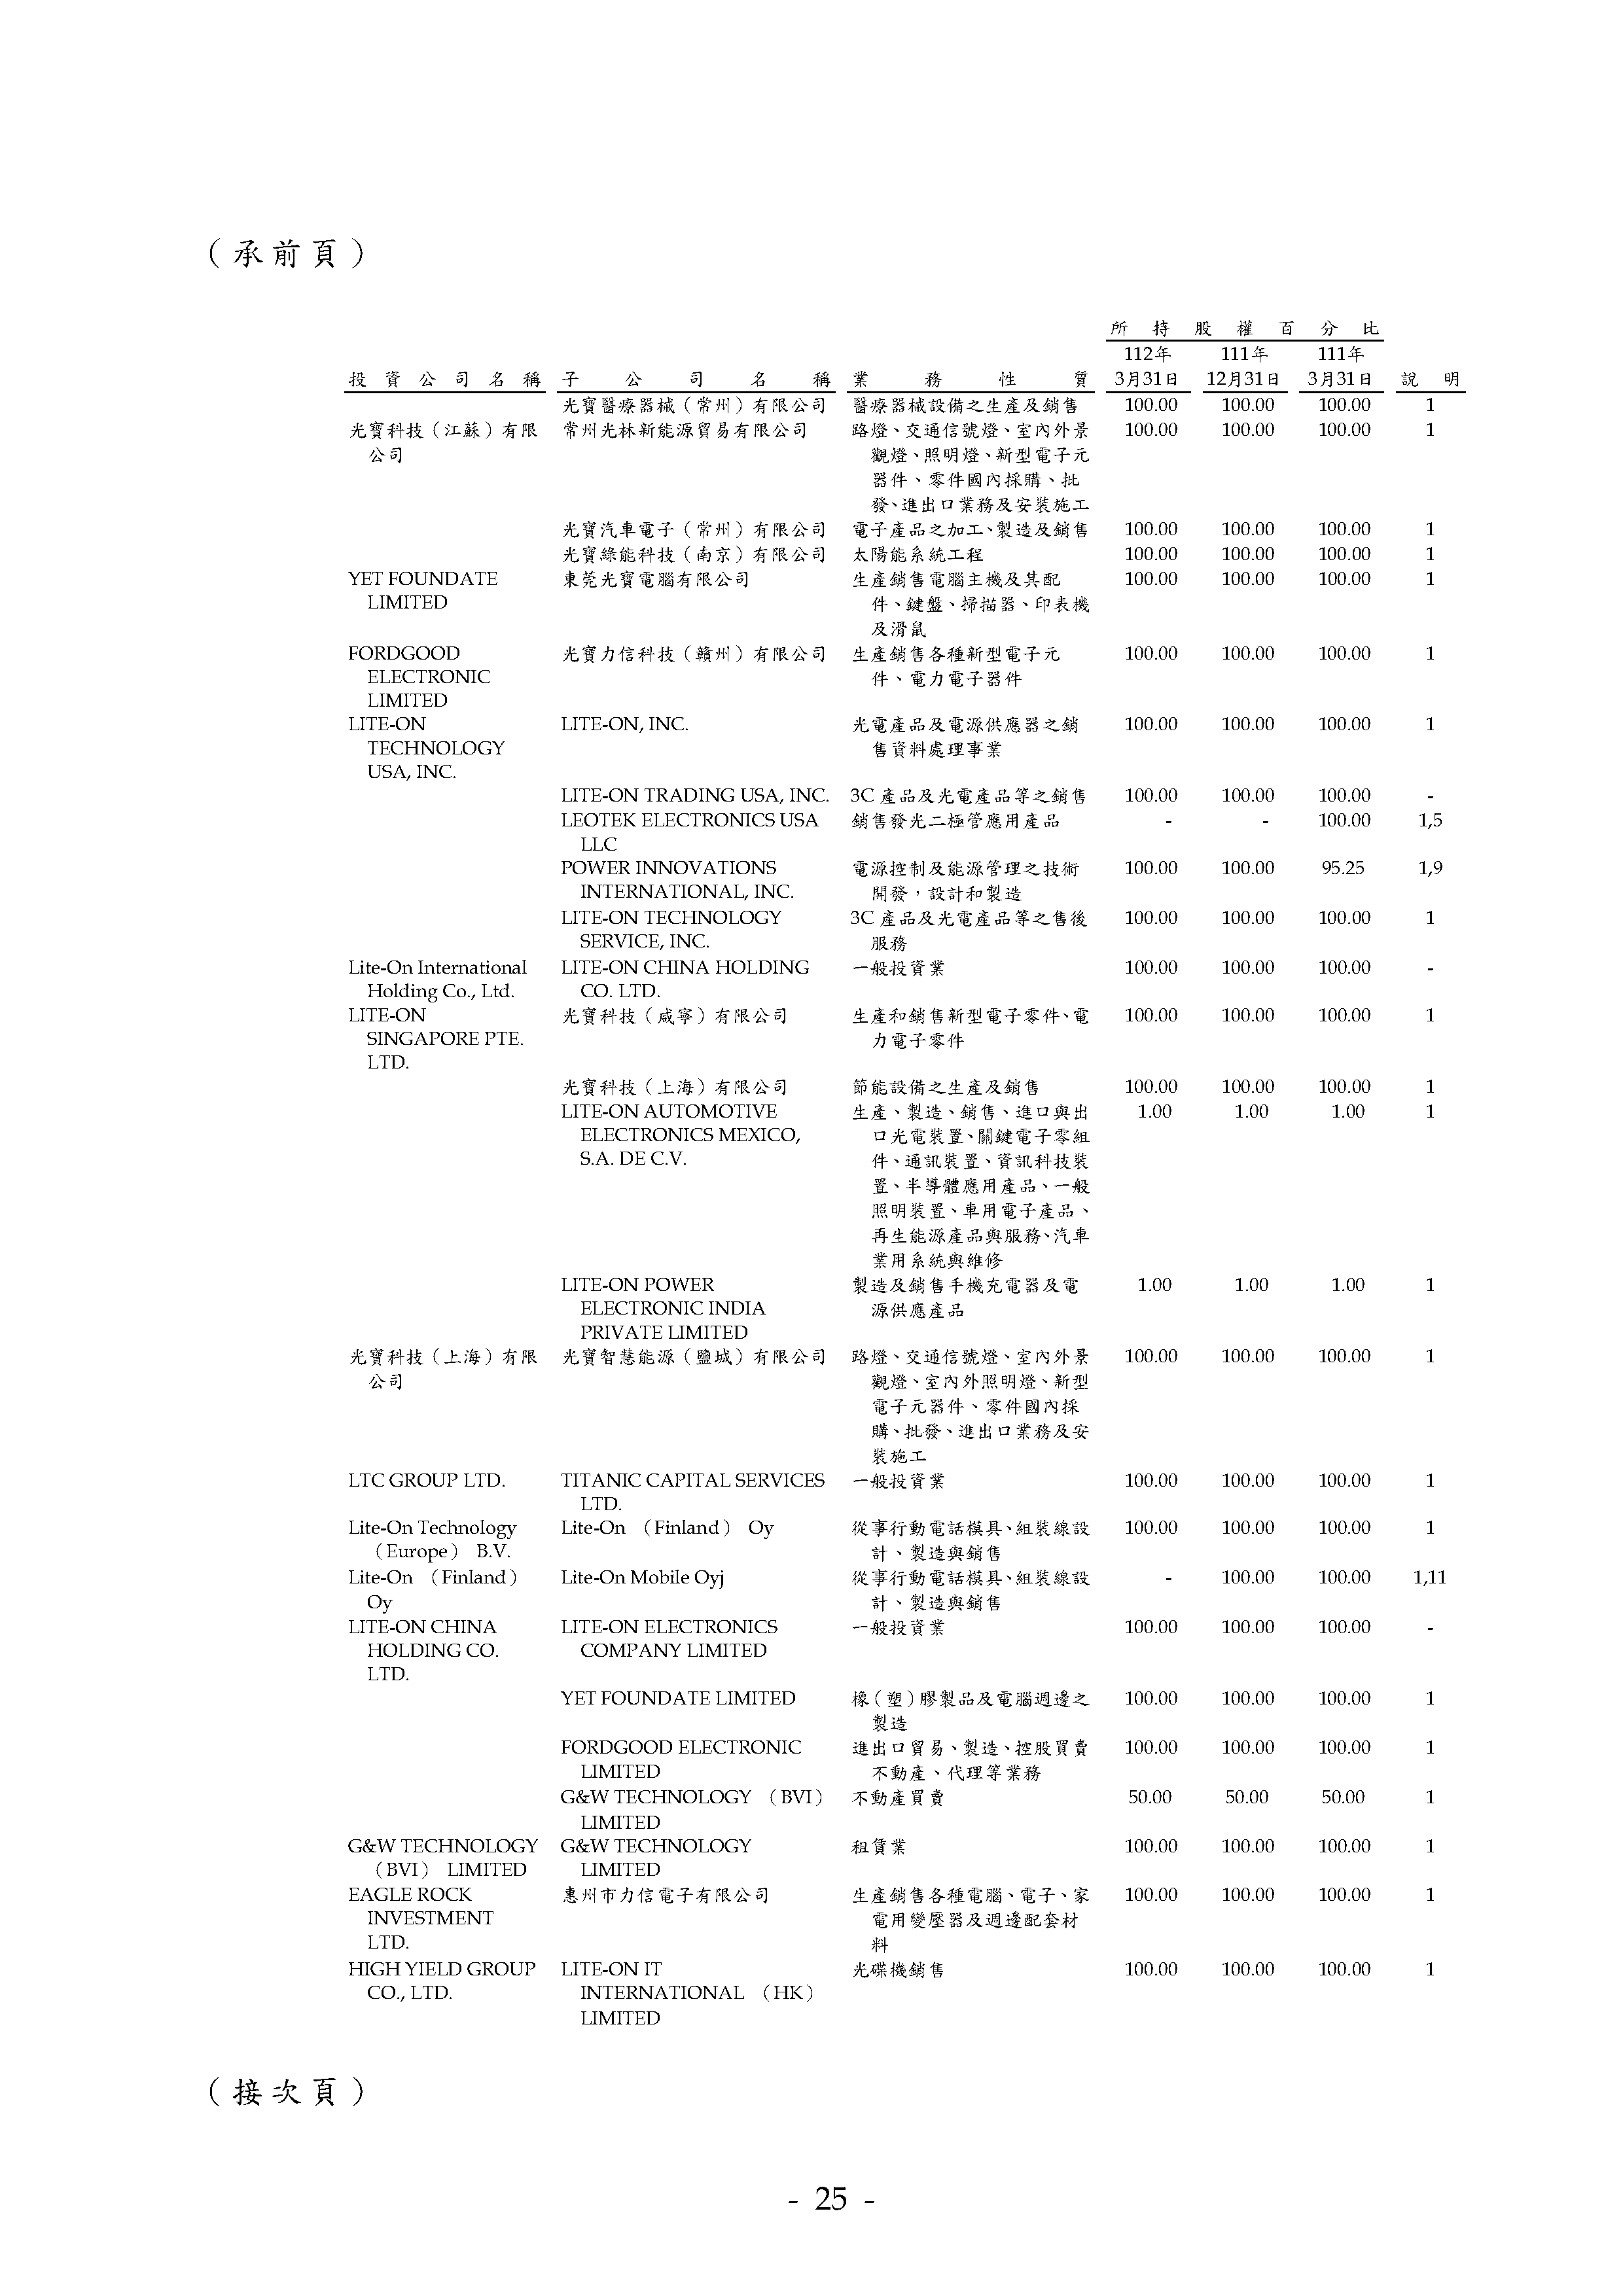 （承前頁）
所持股權百分比
112年 111年 111年
投資公司名稱 子公司名稱 業務性質 3月31日 12月31日 3月31日 說明
光寶醫療器械（常州）有限公司 醫療器械設備之生產及銷售 100.00 100.00 100.00 1
光寶科技（江蘇）有限 常州光林新能源貿易有限公司 路燈、交通信號燈、室內外景 100.00 100.00 100.00 1
公司 觀燈、照明燈、新型電子元
器件、零件國內採購、批
發、進出口業務及安裝施工
光寶汽車電子（常州）有限公司 電子產品之加工、製造及銷售 100.00 100.00 100.00 1
光寶綠能科技（南京）有限公司 太陽能系統工程 100.00 100.00 100.00 1
YET FOUNDATE 東莞光寶電腦有限公司 生產銷售電腦主機及其配 100.00 100.00 100.00 1
LIMITED 件、鍵盤、掃描器、印表機
及滑鼠
FORDGOOD 光寶力信科技（贛州）有限公司 生產銷售各種新型電子元 100.00 100.00 100.00 1
ELECTRONIC 件、電力電子器件
LIMITED
LITE-ON LITE-ON, INC. 光電產品及電源供應器之銷 100.00 100.00 100.00 1
TECHNOLOGY 售資料處理事業
USA, INC.
LITE-ON TRADING USA, INC. 3C 產品及光電產品等之銷售 100.00 100.00 100.00 -
LEOTEK ELECTRONICS USA 銷售發光二極管應用產品 - - 100.00 1,5
LLC
POWER INNOVATIONS 電源控制及能源管理之技術 100.00 100.00 95.25 1,9
INTERNATIONAL, INC. 開發，設計和製造
LITE-ON TECHNOLOGY 3C 產品及光電產品等之售後 100.00 100.00 100.00 1
SERVICE, INC. 服務
Lite-On International LITE-ON CHINA HOLDING 一般投資業 100.00 100.00 100.00 -
Holding Co., Ltd. CO. LTD.
LITE-ON 光寶科技（咸寧）有限公司 生產和銷售新型電子零件、電 100.00 100.00 100.00 1
SINGAPORE PTE. 力電子零件
LTD.
光寶科技（上海）有限公司 節能設備之生產及銷售 100.00 100.00 100.00 1
LITE-ON AUTOMOTIVE 生產、製造、銷售、進口與出 1.00 1.00 1.00 1
ELECTRONICS MEXICO, 口光電裝置、關鍵電子零組
S.A. DE C.V. 件、通訊裝置、資訊科技裝
置、半導體應用產品、一般
照明裝置、車用電子產品、
再生能源產品與服務、汽車
業用系統與維修
LITE-ON POWER 製造及銷售手機充電器及電 1.00 1.00 1.00 1
ELECTRONIC INDIA 源供應產品
PRIVATE LIMITED
光寶科技（上海）有限 光寶智慧能源（鹽城）有限公司 路燈、交通信號燈、室內外景 100.00 100.00 100.00 1
公司 觀燈、室內外照明燈、新型
電子元器件、零件國內採
購、批發、進出口業務及安
裝施工
LTC GROUP LTD. TITANIC CAPITAL SERVICES 一般投資業 100.00 100.00 100.00 1
LTD.
Lite-On Technology Lite-On （Finland） Oy 從事行動電話模具、組裝線設 100.00 100.00 100.00 1
（Europe） B.V. 計、製造與銷售
Lite-On （Finland） Lite-On Mobile Oyj 從事行動電話模具、組裝線設 - 100.00 100.00 1,11
Oy 計、製造與銷售
LITE-ON CHINA LITE-ON ELECTRONICS 一般投資業 100.00 100.00 100.00 -
HOLDING CO. COMPANY LIMITED
LTD.
YET FOUNDATE LIMITED 橡（塑）膠製品及電腦週邊之 100.00 100.00 100.00 1
製造
FORDGOOD ELECTRONIC 進出口貿易、製造、控股買賣 100.00 100.00 100.00 1
LIMITED 不動產、代理等業務
G&W TECHNOLOGY （BVI） 不動產買賣 50.00 50.00 50.00 1
LIMITED
G&W TECHNOLOGY G&W TECHNOLOGY 租賃業 100.00 100.00 100.00 1
（BVI） LIMITED LIMITED
EAGLE ROCK 惠州市力信電子有限公司 生產銷售各種電腦、電子、家 100.00 100.00 100.00 1
INVESTMENT 電用變壓器及週邊配套材
LTD. 料
HIGH YIELD GROUP LITE-ON IT 光碟機銷售 100.00 100.00 100.00 1
CO., LTD. INTERNATIONAL （HK）
LIMITED
（接次頁）
- 25 -